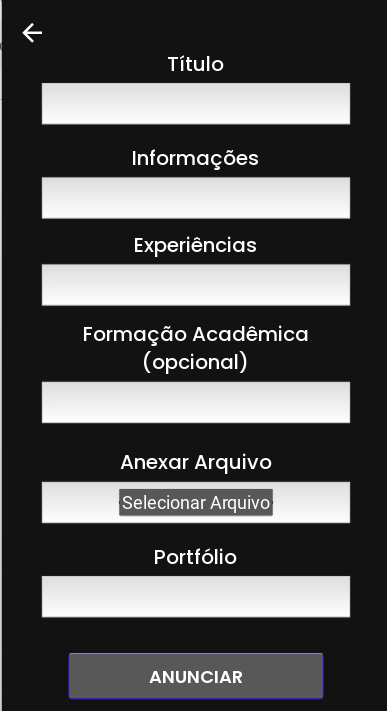 Título
Informações
Experiências
Formação Acadêmica
(opcional)
Anexar Arquivo
Selecionar Arquivo
Portfólio
ANUNCIAR